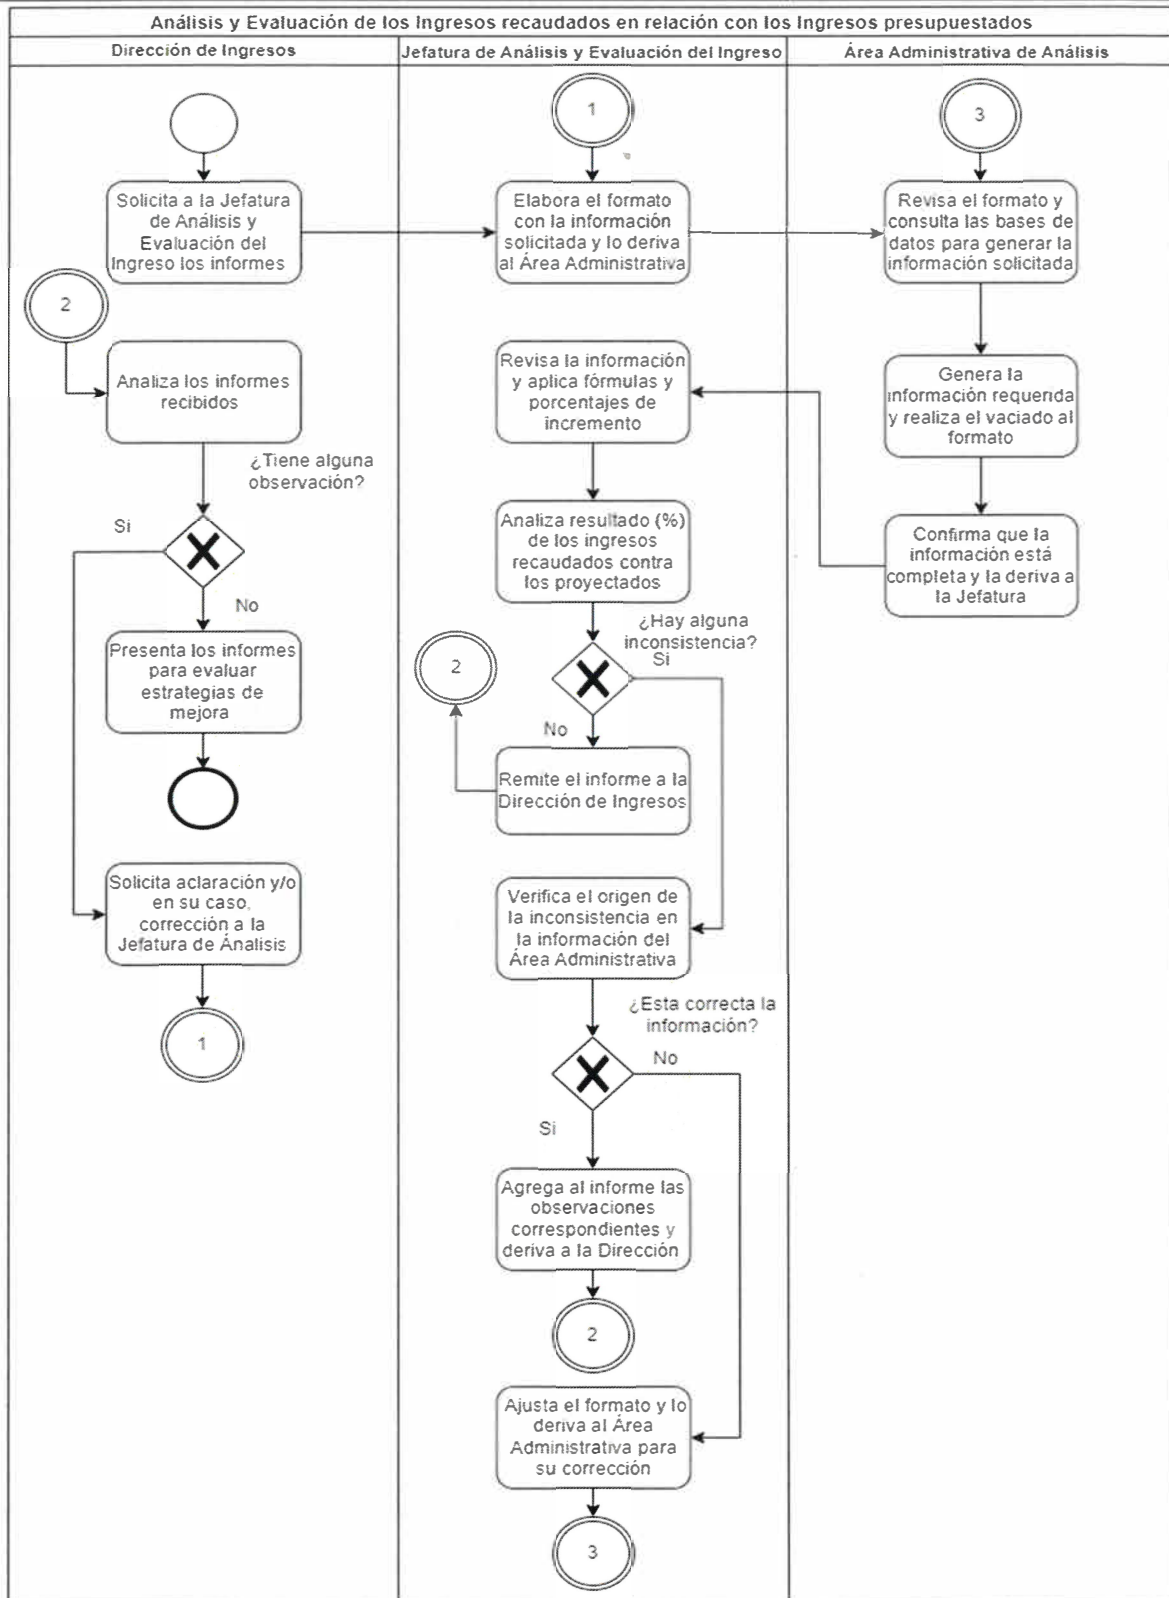 Análisis y Evaluación de los Ingresos recaudados en relación con los Ingresos presupuestados
Dirección de Ingresos
Jefatura de Análisis y Evaluación del Ingreso
Área Administrativa de Análisis
1
3
Solicita a la Jefatura
de Análisis y
Evaluación del
Ingreso los informes
Elabora el formato
con la información
solicitada y lo deriva
al Área Administrativa
Revisa el formato y
consulta las bases de
datos para generar la
información solicitada
2
Analiza los informes
recibidos
Revisa la información
y aplica fórmulas y
porcentajes de
incremento
Genera la
información requerida
y realiza el vaciado al
formato
¿Tiene alguna
observación?
Si
No
Analiza resultado (%)
de los ingresos
recaudados contra
los proyectados
Confirma que la
información está
completa y la deriva a
la Jefatura
¿Hay alguna
inconsistencia?
Si
No
Presenta los informes
para evaluar
estrategias de
mejora
2
Remite el informe a la
Dirección de Ingresos
Solicita aclaración y/o
en su caso,
corrección a la
Jefatura de Ánalisis
1
Verifica el origen de
la inconsistencia en
la información del
Área Administrativa
¿Esta correcta la
información?
No
Si
Agrega al informe las
observaciones
correspondientes y
deriva a la Dirección
2
Ajusta el formato y lo
deriva al Área
Administrativa para
su corrección
3